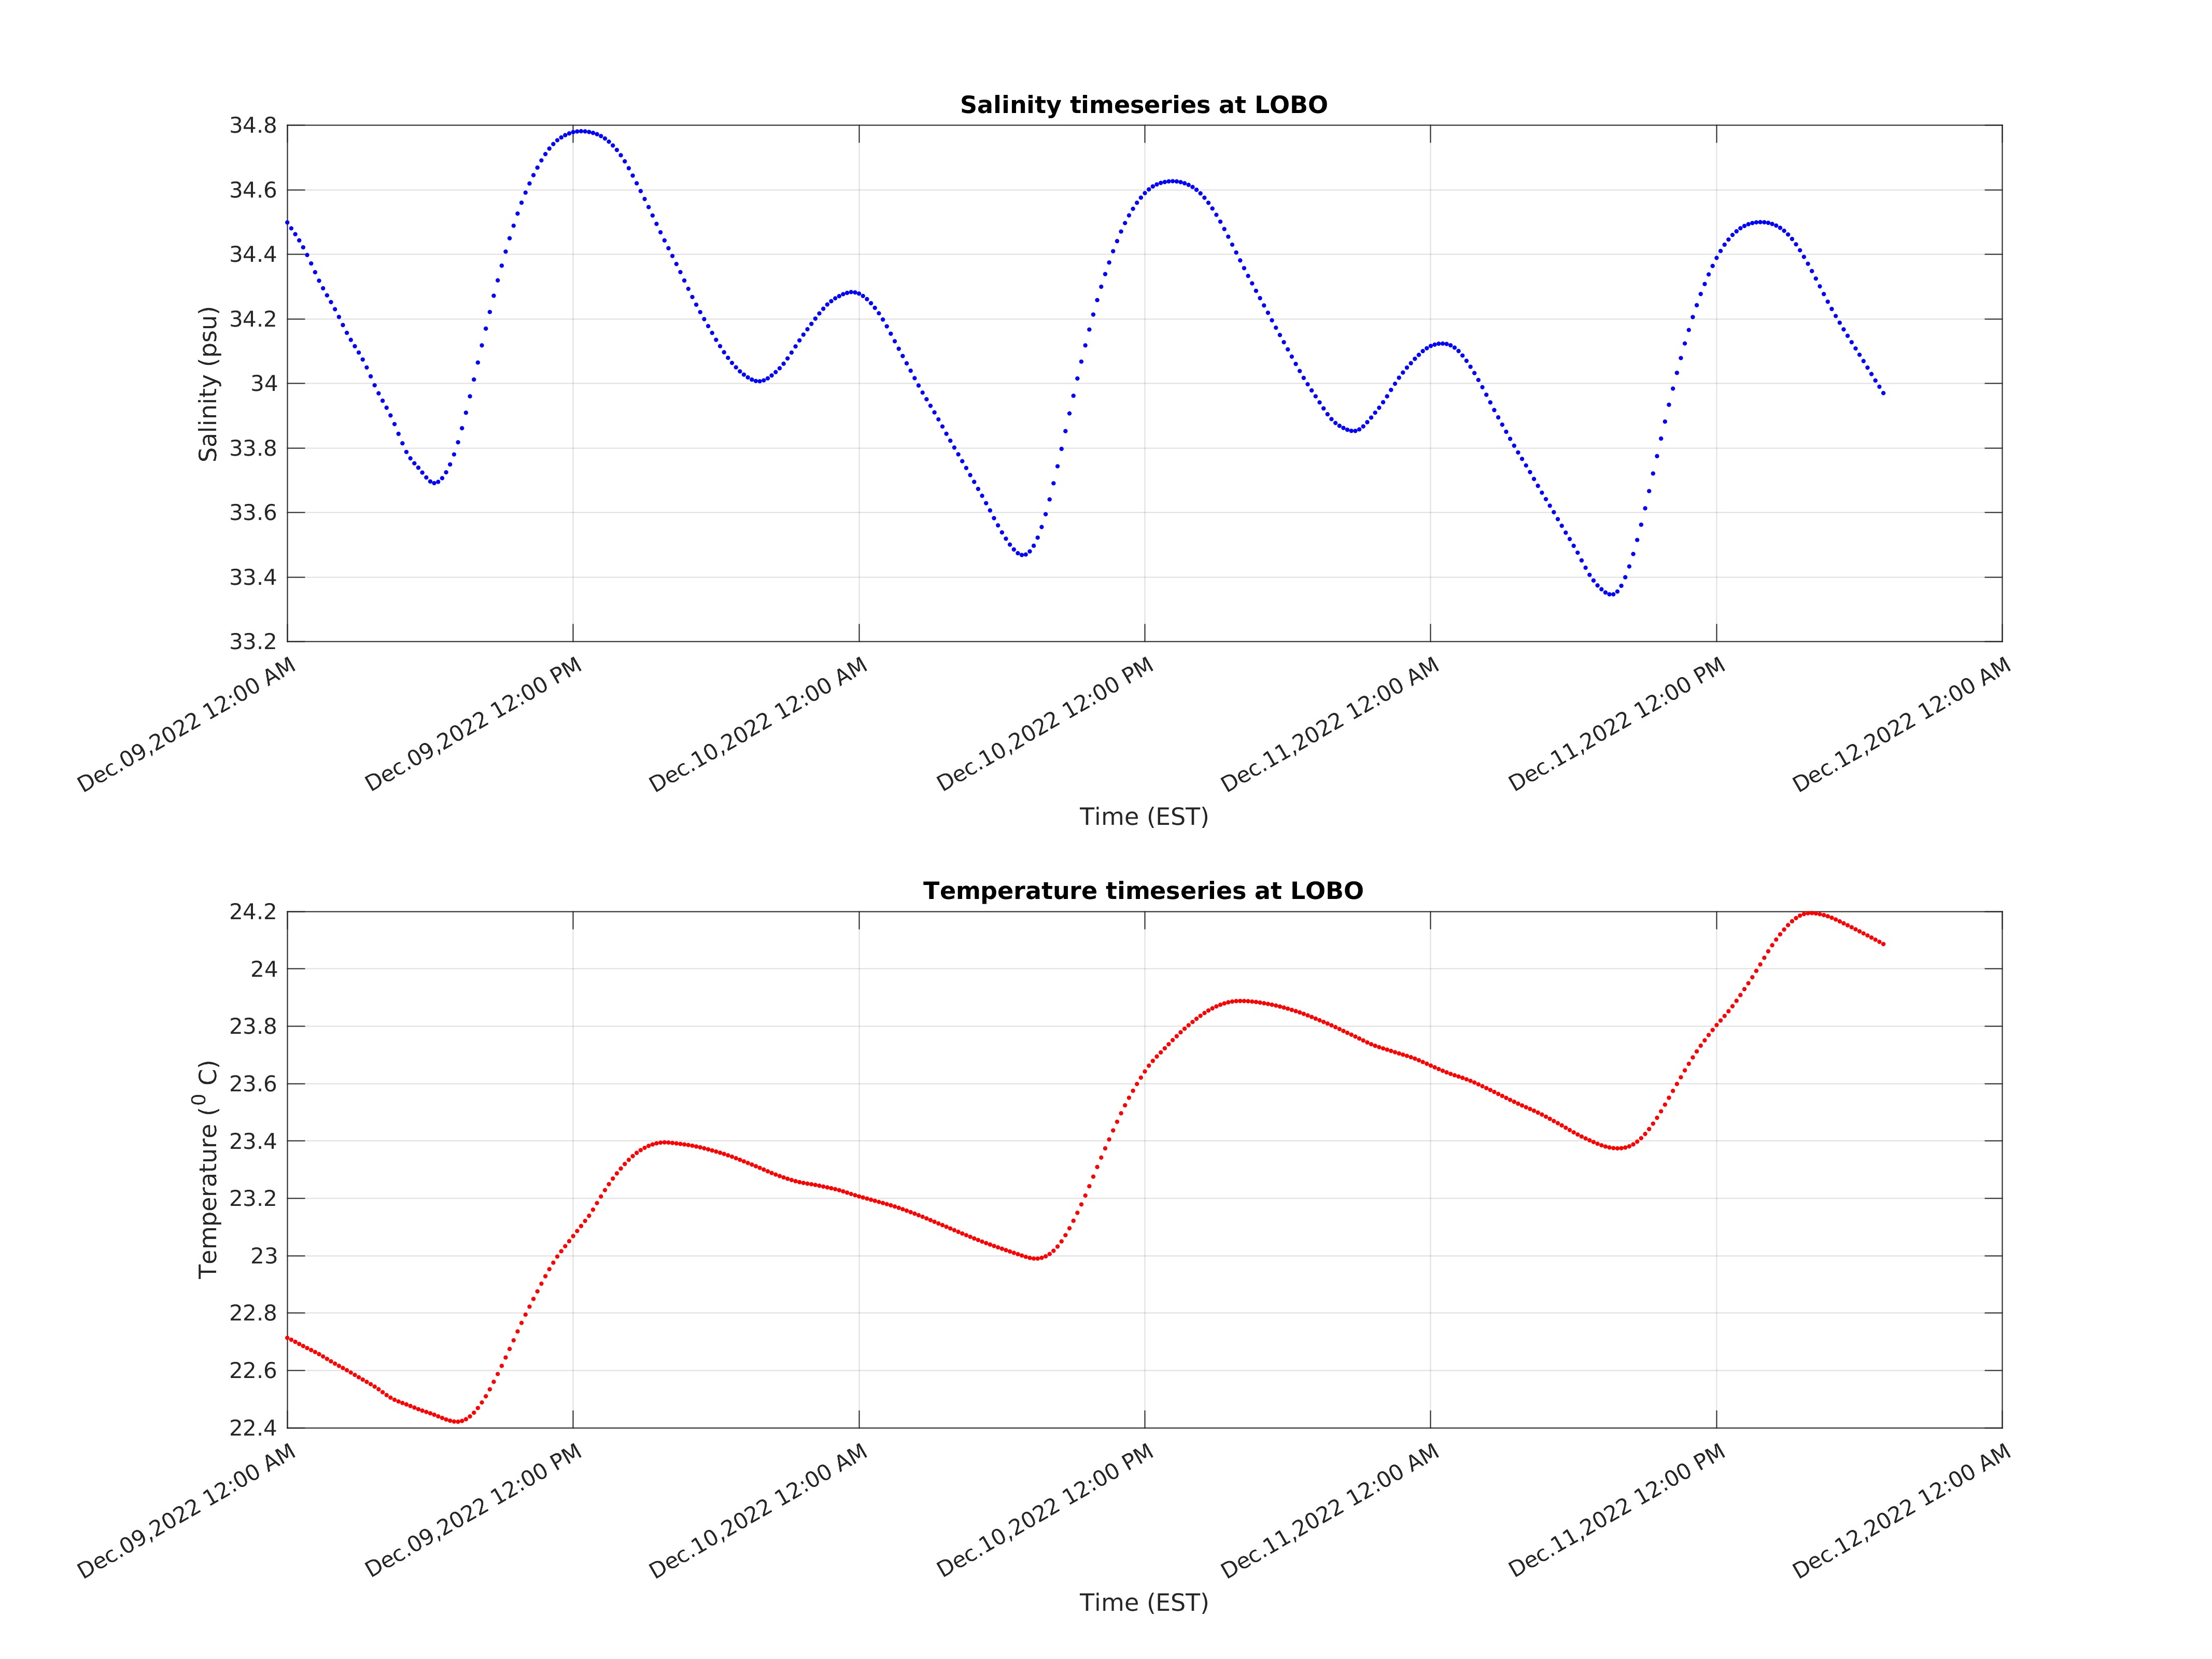 Salinity timeseries at LOBO
34.8
34.6
34.4
34.2
34
33.8
33.6
33.4
33.2
Salinity (psu)
Dec.09,2022 12:00 AM
Dec.09,2022 12:00 PM
Dec.10,2022 12:00 AM
Dec.10,2022 12:00 PM
Dec.11,2022 12:00 AM
Dec.11,2022 12:00 PM
Dec.12,2022 12:00 AM
Time (EST)
Temperature timeseries at LOBO
24.2
24
23.8
23.6
23.4
23.2
23
22.8
22.6
22.4
Temperature (⁰ C)
Dec.09,2022 12:00 AM
Dec.09,2022 12:00 PM
Dec.10,2022 12:00 AM
Dec.10,2022 12:00 PM
Dec.11,2022 12:00 AM
Dec.11,2022 12:00 PM
Dec.12,2022 12:00 AM
Time (EST)